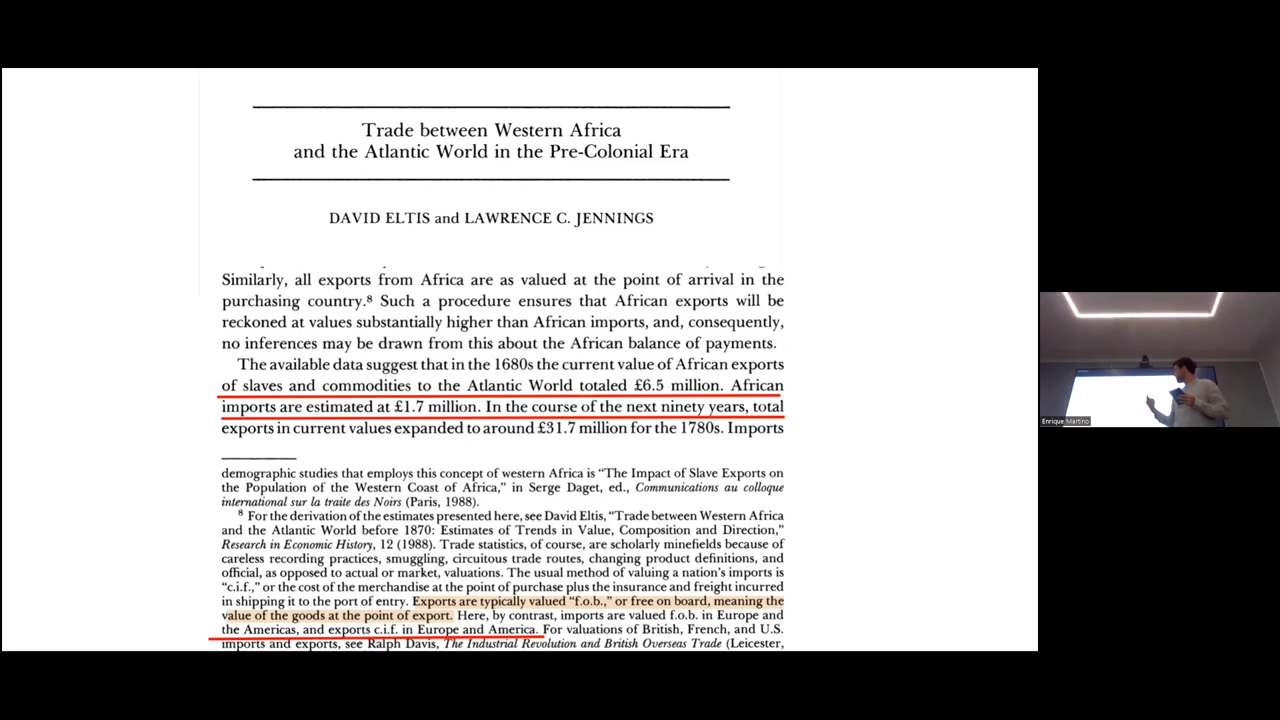 Trade between Western Africa
and the Atlantic World in the Pre-Colonial Era
DAVID ELTIS and LAWRENCE C. JENNINGS
Similarly, all exports from Africa are as valued at the point of arrival in the
purchasing country.⁸ Such a procedure ensures that African exports will be
reckoned at values substantially higher than African imports, and, consequently,
no inferences may be drawn from this about the African balance of payments.
The available data suggest that in the 1680s the current value of African exports
of slaves and commodities to the Atlantic World totaled £6.5 million. African
imports are estimated at £1.7 million. In the course of the next ninety years, total
exports in current values expanded to around £31.7 million for the 1780s. Imports
demographic studies that employs this concept of western Africa is “The Impact of Slave Exports on
the Population of the Western Coast of Africa,” in Serge Daget, ed., Communications au colloque
international sur la traite des Noirs (Paris, 1988).
⁸ For the derivation of the estimates presented here, see David Eltis, “Trade between Western Africa
and the Atlantic World before 1870: Estimates of Trends in Value, Composition and Direction,”
Research in Economic History, 12 (1988). Trade statistics, of course, are scholarly minefields because of
careless recording practices, smuggling, circuitous trade routes, changing product definitions, and
official, as opposed to actual or market, valuations. The usual method of valuing a nation's imports is
“c.i.f.,” or the cost of the merchandise at the point of purchase plus the insurance and freight incurred
in shipping it to the port of entry. Exports are typically valued “f.o.b.,” or free on board, meaning the
value of the goods at the point of export. Here, by contrast, imports are valued f.o.b. in Europe and
the Americas, and exports c.i.f. in Europe and America. For valuations of British, French, and U.S.
imports and exports, see Ralph Davis, The Industrial Revolution and British Overseas Trade (Leicester,
Enrique Martino